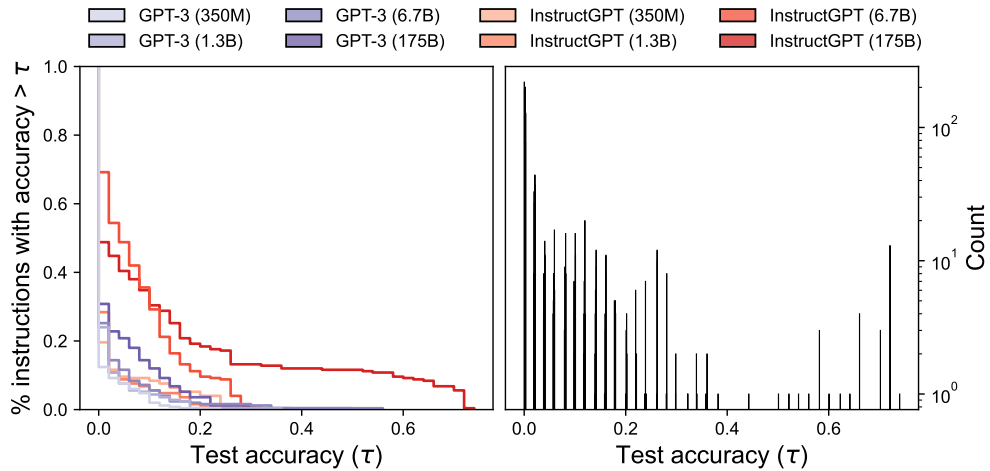 GPT-3 (350M) GPT-3 (6.7B) InstructGPT (350M) InstructGPT (6.7B)
GPT-3 (1.3B) GPT-3 (175B) InstructGPT (1.3B) InstructGPT (175B)
% instructions with accuracy > τ
1.0
0.8
0.6
0.4
0.2
0.0
0.0 0.2 0.4 0.6
Test accuracy (τ)
0.0 0.2 0.4 0.6
Test accuracy (τ)
10²
10¹
10⁰
Count